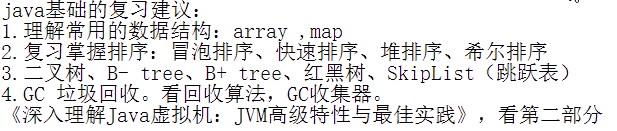 java基础的复习建议：
1.理解常用的数据结构：array ,map
2.复习掌握排序：冒泡排序、快速排序、堆排序、希尔排序
3.二叉树、B- tree、B+ tree、红黑树、SkipList（跳跃表）
4.GC 垃圾回收。看回收算法，GC收集器。
《深入理解Java虚拟机：JVM高级特性与最佳实践》，看第二部分